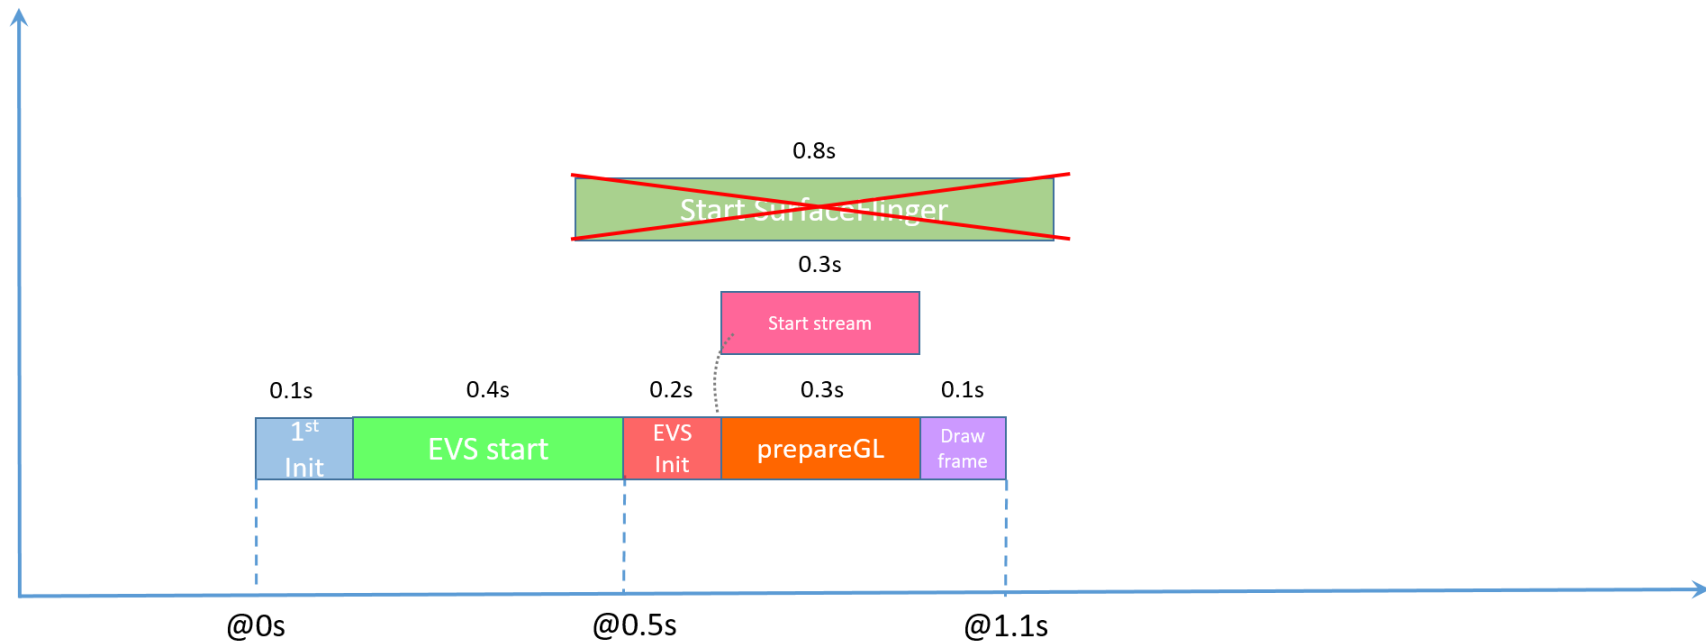 0.8s
Start SurfaceFlinger
0.3s
Start stream
0.1s
0.4s
0.2s
0.3s
0.1s
1st
Init
EVS start
EVS
Init
prepareGL
Draw
frame
@0s
@0.5s
@1.1s